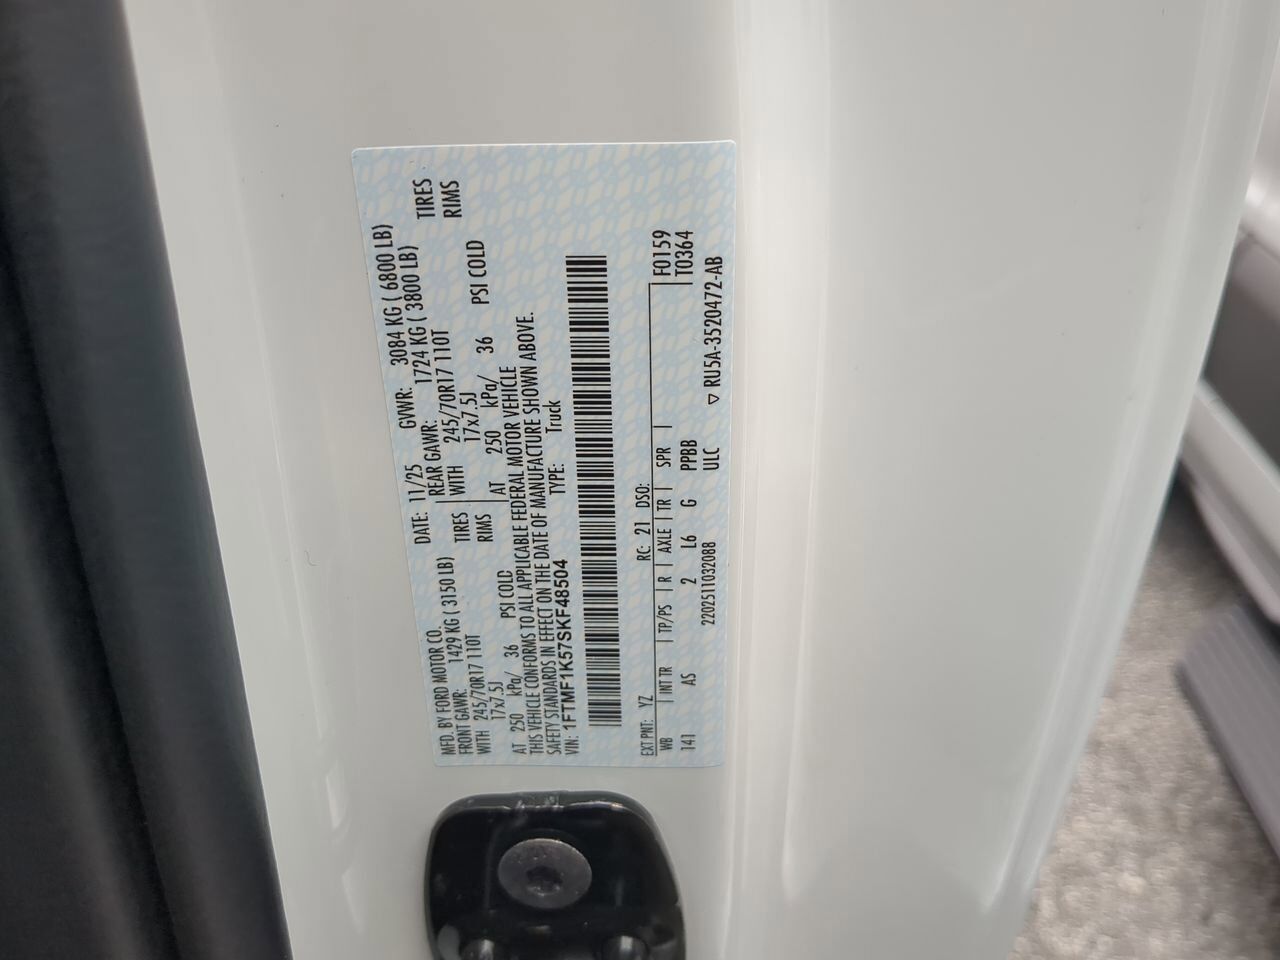 MFD. BY FORD MOTOR CO. DATE: 11/25 GVWR: 3084 KG ( 6800 LB)
FRONT GAWR: 1429 KG ( 3150 LB) REAR GAWR: 1724 KG ( 3800 LB)
WITH 245/70R17 110T TIRES WITH 245/70R17 110T TIRES
17x7.5J RIMS 17x7.5J RIMS
AT 250 kPa/ 36 PSI COLD AT 250 kPa/ 36 PSI COLD
THIS VEHICLE CONFORMS TO ALL APPLICABLE FEDERAL MOTOR VEHICLE
SAFETY STANDARDS IN EFFECT ON THE DATE OF MANUFACTURE SHOWN ABOVE.
VIN: 1FTMF1K57SKF48504 TYPE: Truck
EXT PNT: YZ RC: 21 DSO: F0159
WB INT TR TP/PS R AXLE TR SPR T0364
141 AS 2 L6 G PPBB
2202511032088 ULC ▽ RU5A-3520472-AB